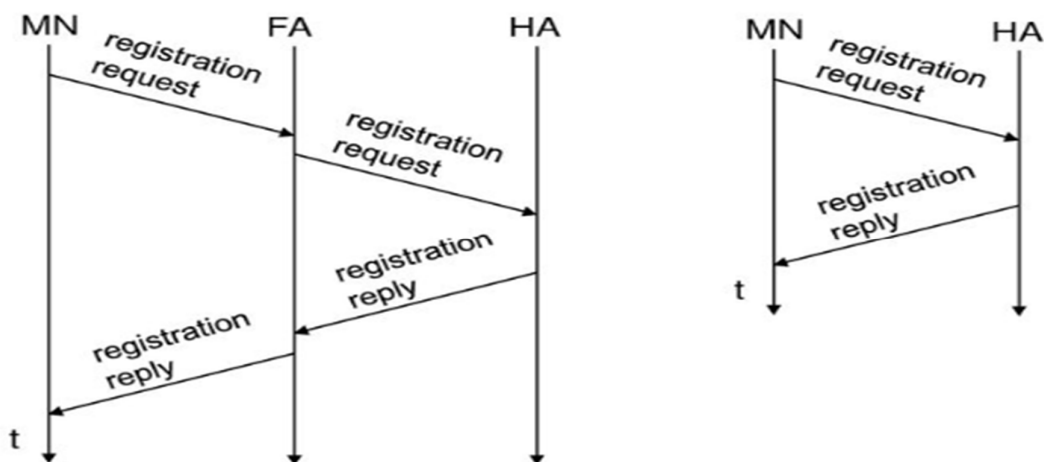 MN FA HA
registration
request
registration
request
registration
reply
registration
reply
t
MN HA
registration
request
registration
reply
t